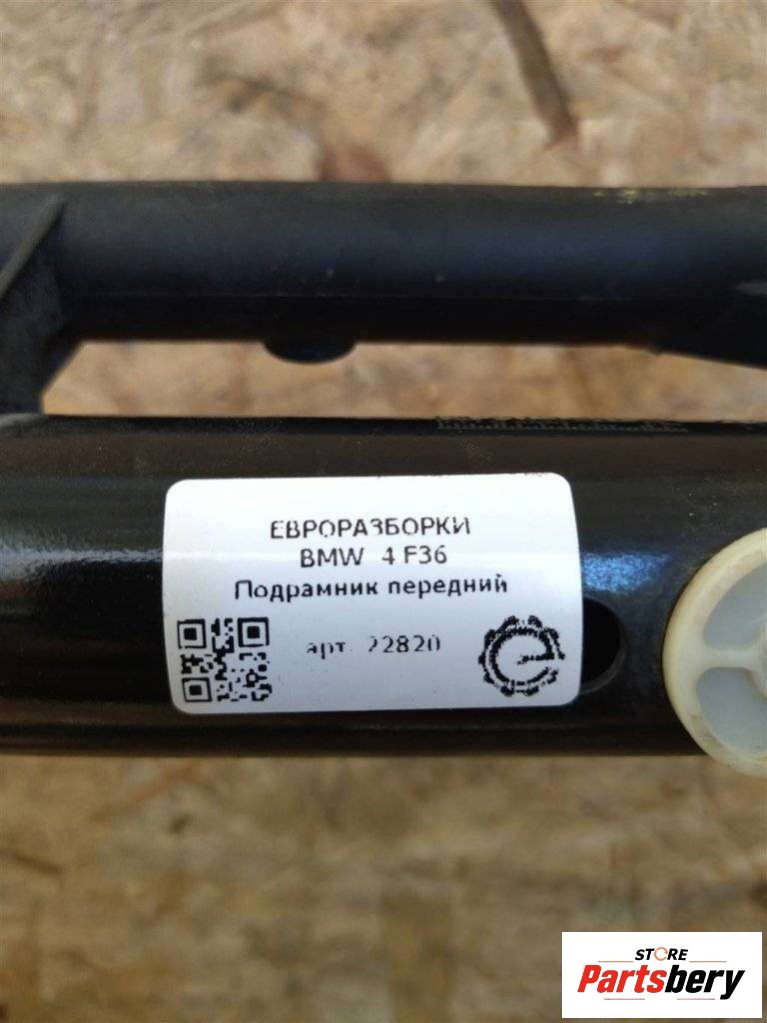 ЕВРОРАЗБОРКИ
BMW 4 F36
Подрамник передний
арт. 22820
STORE
Partsbery